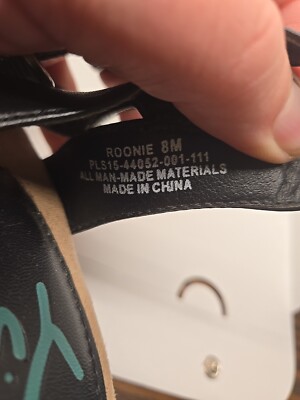 ROONIE 8M
PLS15-44052-001-111
ALL MAN-MADE MATERIALS
MADE IN CHINA